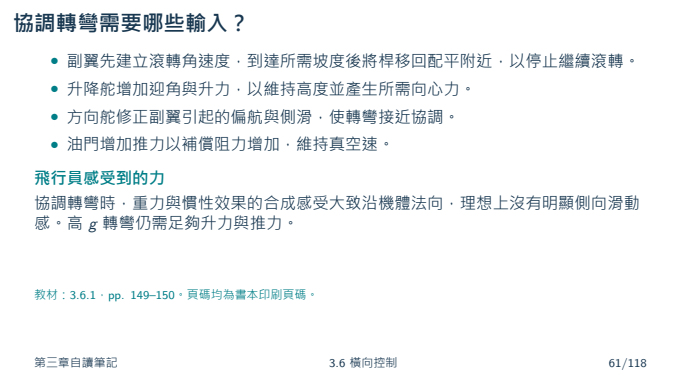 協調轉彎需要哪些輸入？
• 副翼先建立滾轉角速度，到達所需坡度後將桿移回配平附近，以停止繼續滾轉。
• 升降舵增加迎角與升力，以維持高度並產生所需向心力。
• 方向舵修正副翼引起的偏航與側滑，使轉彎接近協調。
• 油門增加推力以補償阻力增加，維持真空速。
飛行員感受到的力
協調轉彎時，重力與慣性效果的合成感受大致沿機體法向，理想上沒有明顯側向滑動
感。高 g 轉彎仍需足夠升力與推力。
教材：3.6.1，pp. 149–150。頁碼均為書本印刷頁碼。
第三章自讀筆記
3.6 橫向控制
61/118